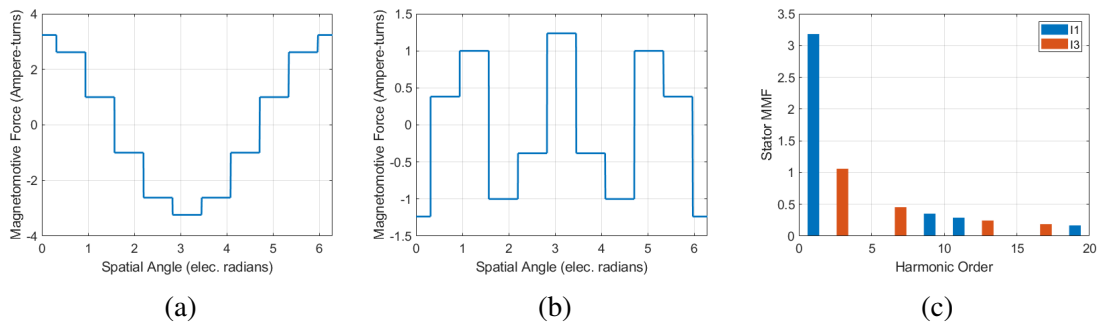 Magnetomotive Force (Ampere-turns)
4
2
0
-2
-4
0 1 2 3 4 5 6
Spatial Angle (elec. radians)
(a)
Magnetomotive Force (Ampere-turns)
1.5
1
0.5
0
-0.5
-1
-1.5
0 1 2 3 4 5 6
Spatial Angle (elec. radians)
(b)
Stator MMF
3.5
3
2.5
2
1.5
1
0.5
0
0 5 10 15 20
Harmonic Order
I1
I3
(c)